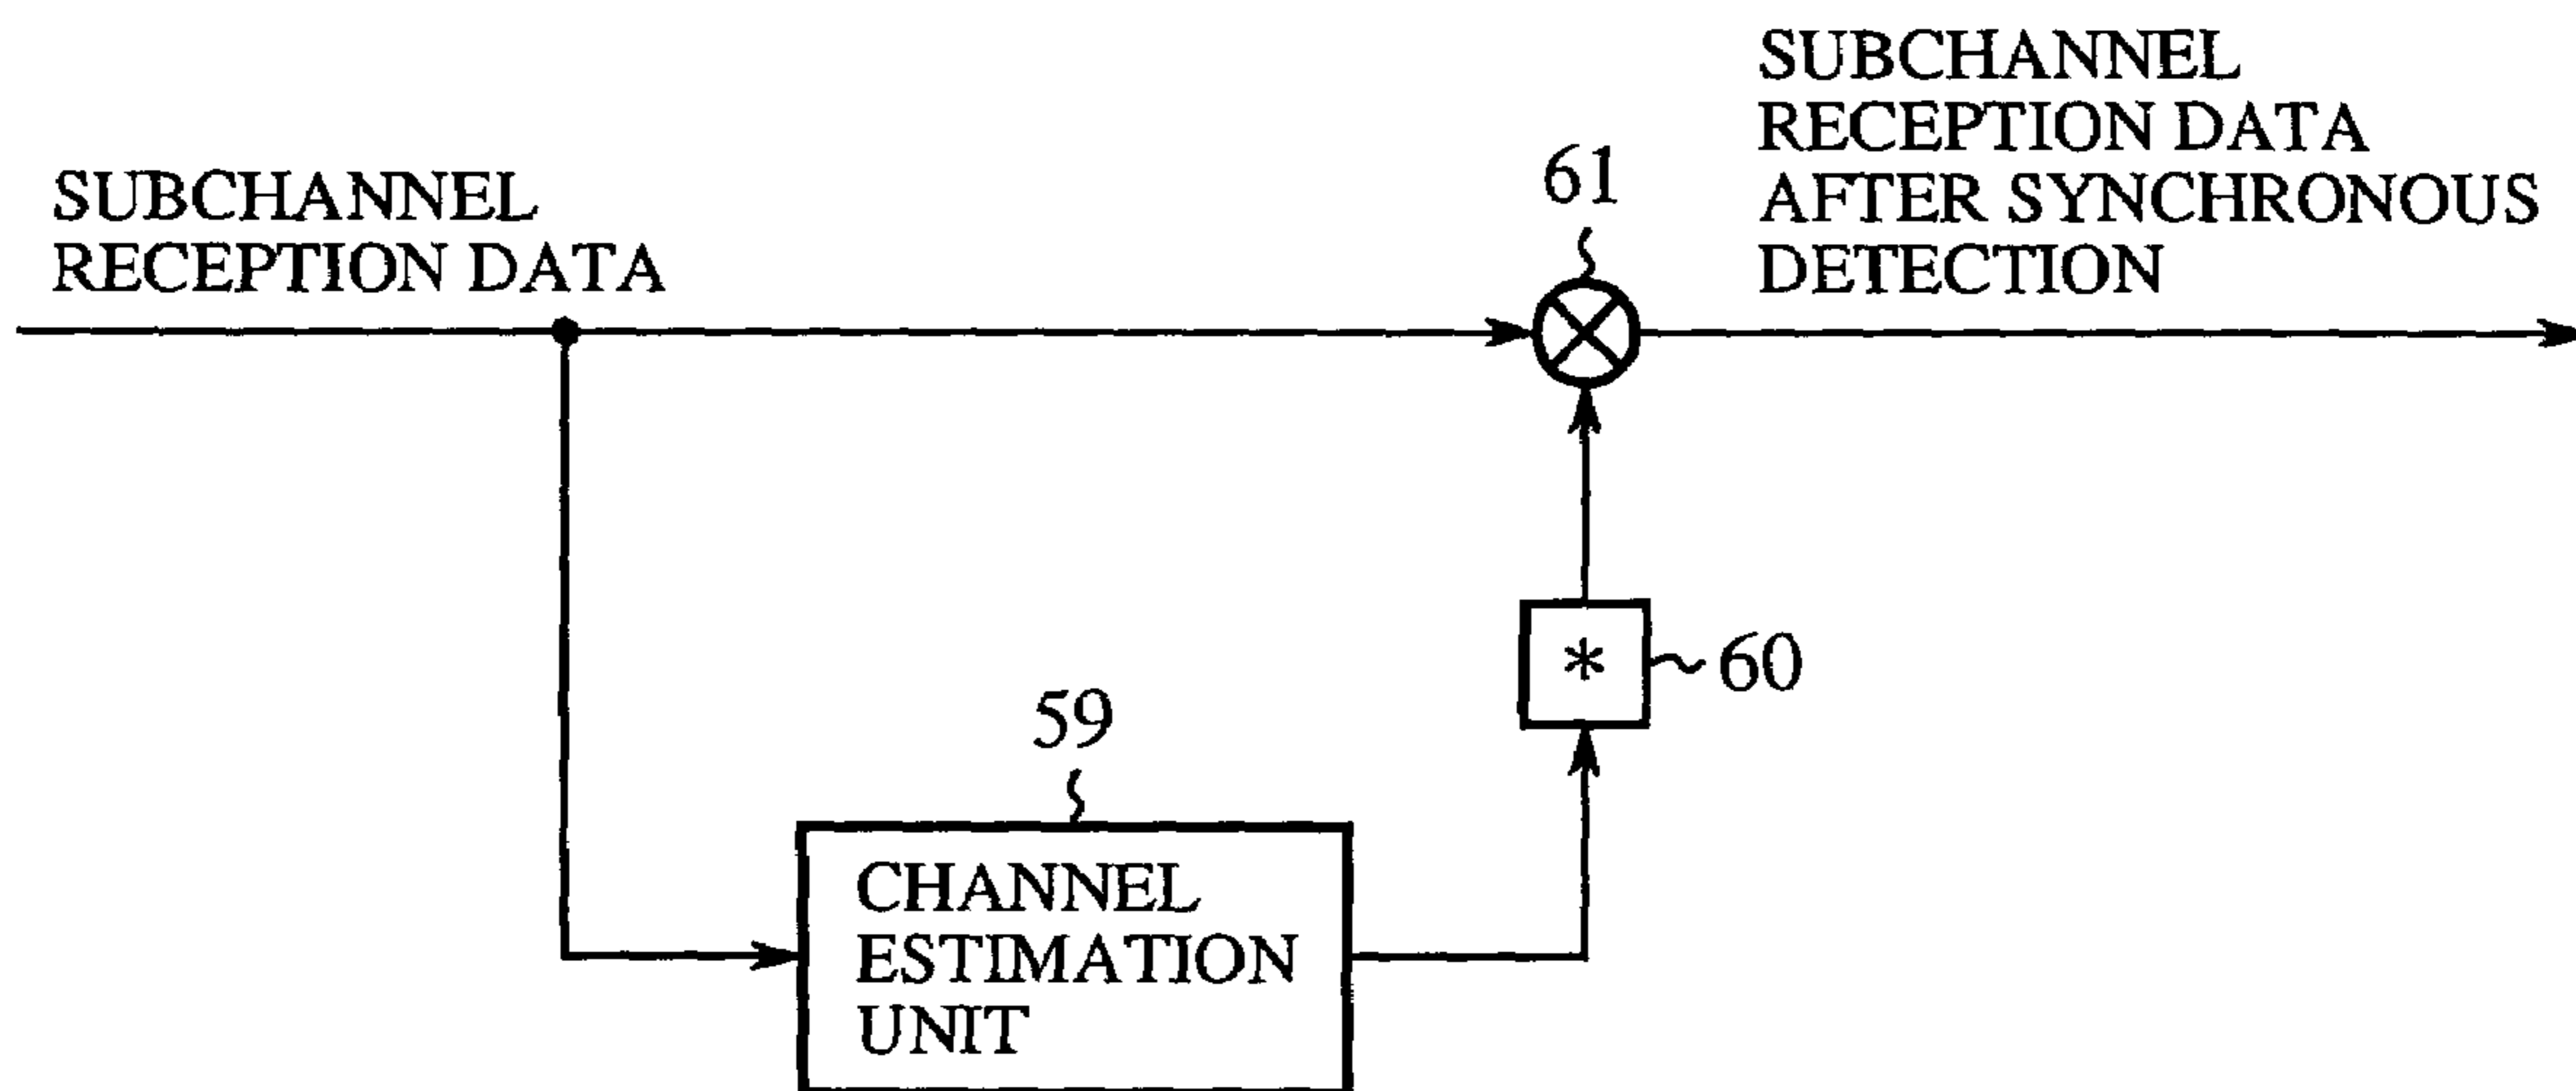 SUBCHANNEL
RECEPTION DATA
61
SUBCHANNEL
RECEPTION DATA
AFTER SYNCHRONOUS
DETECTION
*
60
59
CHANNEL
ESTIMATION
UNIT